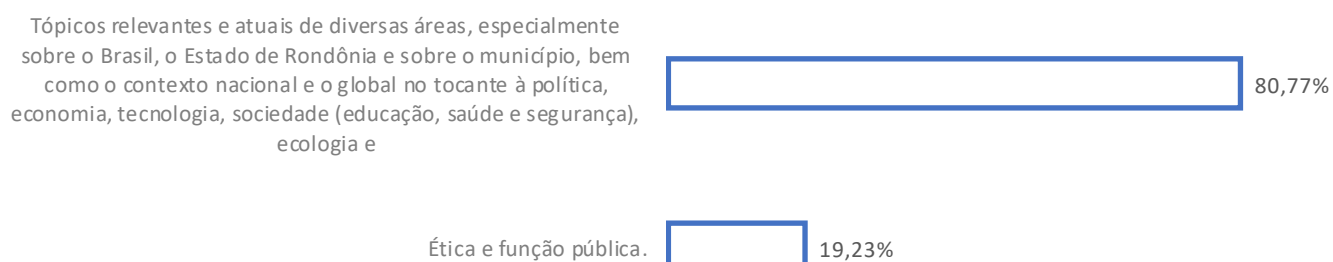 Tópicos relevantes e atuais de diversas áreas, especialmente
sobre o Brasil, o Estado de Rondônia e sobre o município, bem
como o contexto nacional e o global no tocante à política,
economia, tecnologia, sociedade (educação, saúde e segurança),
ecologia e
80,77%
Ética e função pública.
19,23%